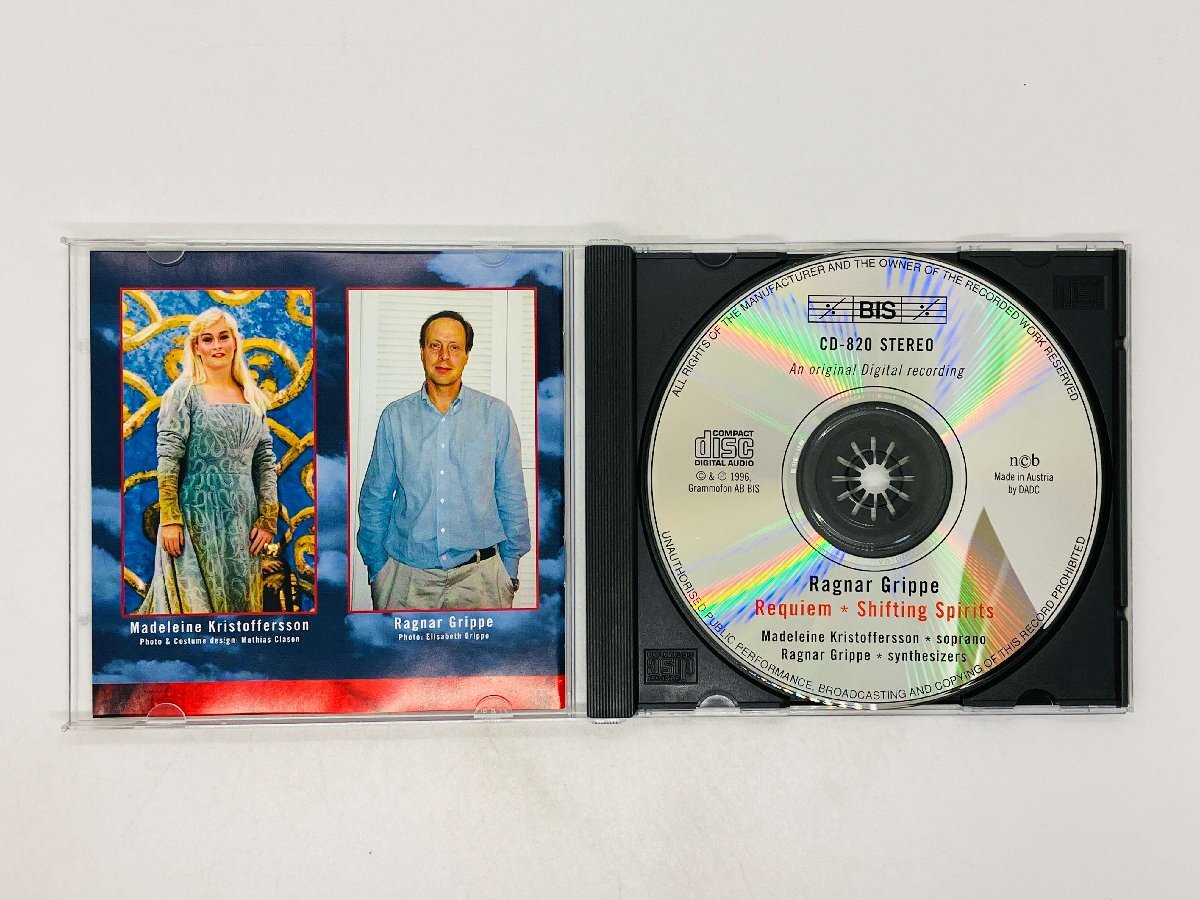 Madeleine Kristoffersson
Photo & Costume design: Mathias Clason
Ragnar Grippe
Photo: Elisabeth Grippe
ALL RIGHTS OF THE MANUFACTURER AND THE OWNER OF THE RECORDED WORK RESERVED
BIS
CD-820 STEREO
An original Digital recording
COMPACT
disc
DIGITAL AUDIO
© & ℗ 1996,
Grammofon AB BIS
n©b
Made in Austria
by DADC
Ragnar Grippe
Requiem * Shifting Spirits
Madeleine Kristoffersson * soprano
Ragnar Grippe * synthesizers
UNAUTHORISED PUBLIC PERFORMANCE, BROADCASTING AND COPYING OF THIS RECORD PROHIBITED